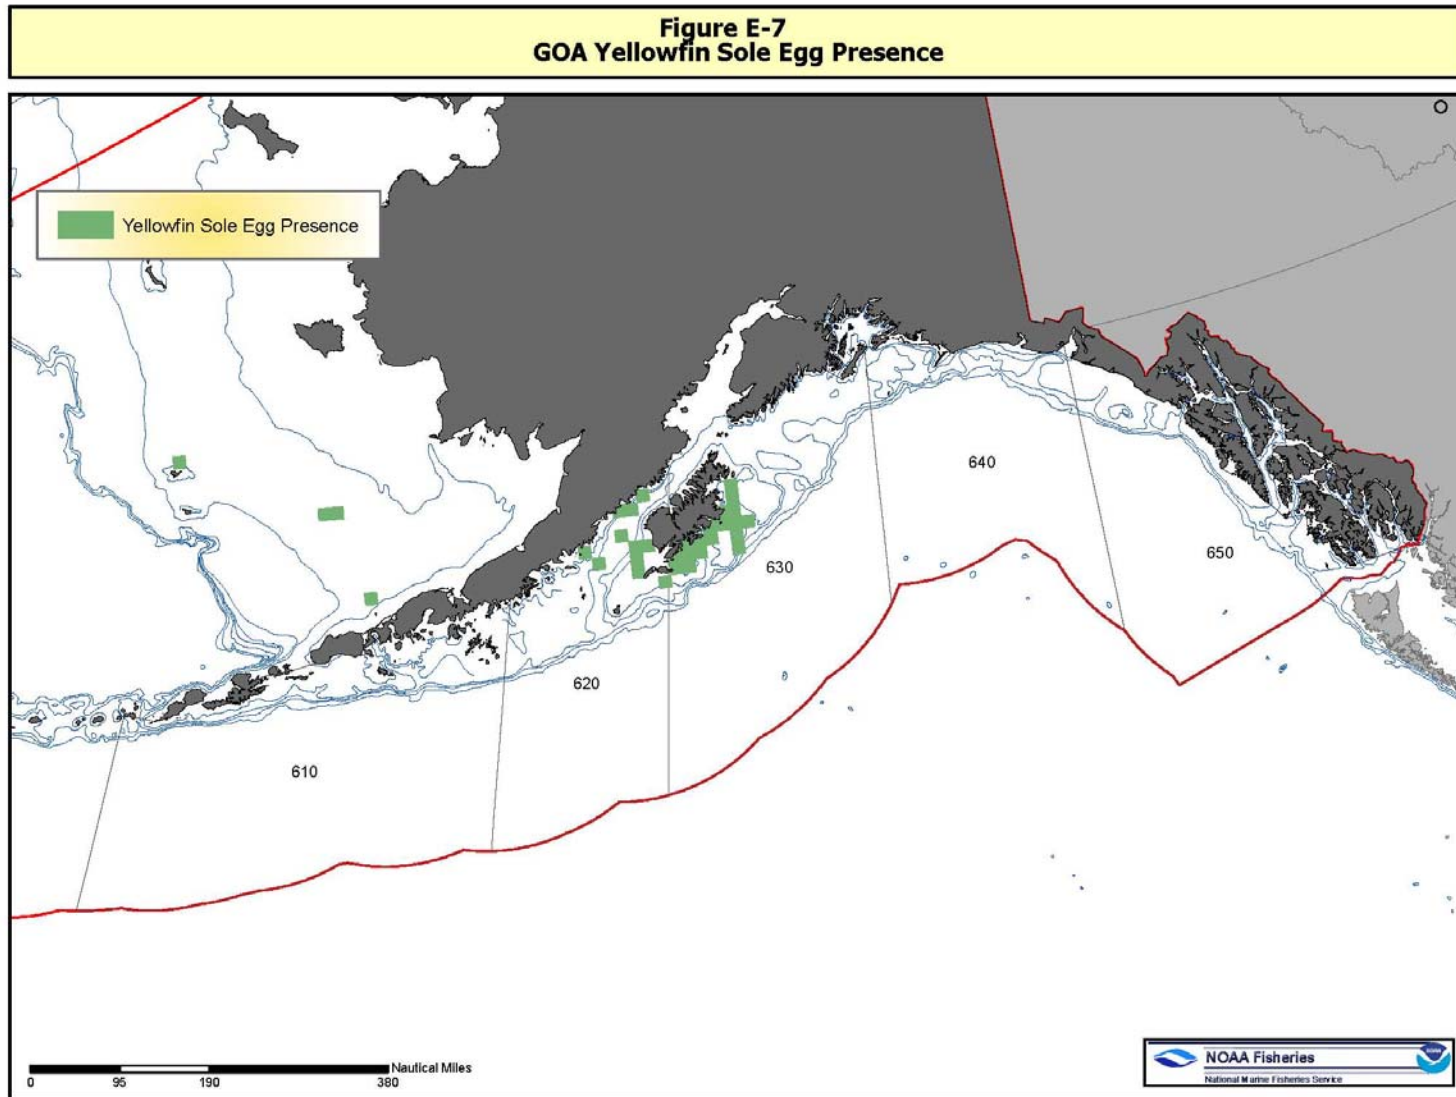 Figure E-7
GOA Yellowfin Sole Egg Presence
Yellowfin Sole Egg Presence
640
650
630
620
610
Nautical Miles
0 95 190 380
NOAA Fisheries
National Marine Fisheries Service